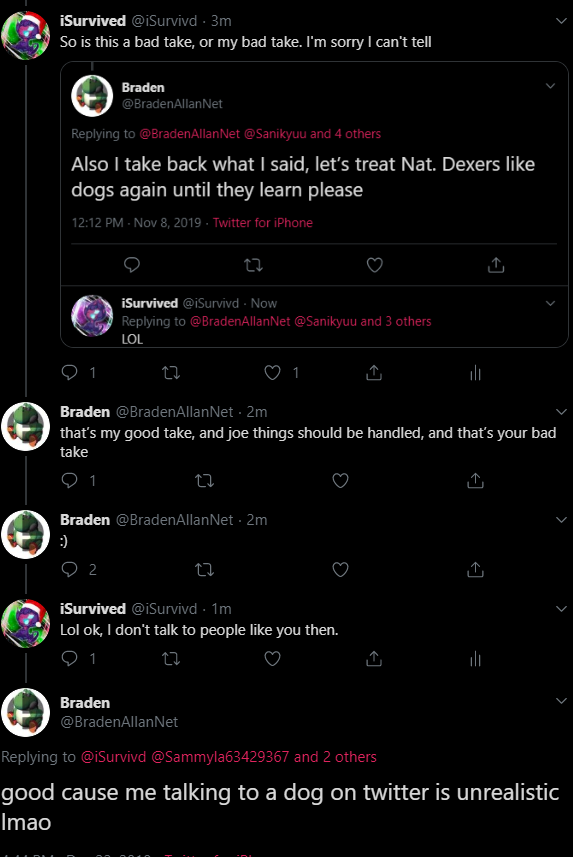 iSurvived @iSurvivd · 3m
So is this a bad take, or my bad take. I'm sorry I can't tell
Braden
@BradenAllanNet
Replying to @BradenAllanNet @Sanikyuu and 4 others
Also I take back what I said, let’s treat Nat. Dexers like
dogs again until they learn please
12:12 PM · Nov 8, 2019 · Twitter for iPhone
iSurvived @iSurvivd · Now
Replying to @BradenAllanNet @Sanikyuu and 3 others
LOL
1 1
Braden @BradenAllanNet · 2m
that’s my good take, and joe things should be handled, and that’s your bad
take
1
Braden @BradenAllanNet · 2m
:)
2
iSurvived @iSurvivd · 1m
Lol ok, I don't talk to people like you then.
1
Braden
@BradenAllanNet
Replying to @iSurvivd @Sammyla63429367 and 2 others
good cause me talking to a dog on twitter is unrealistic
lmao